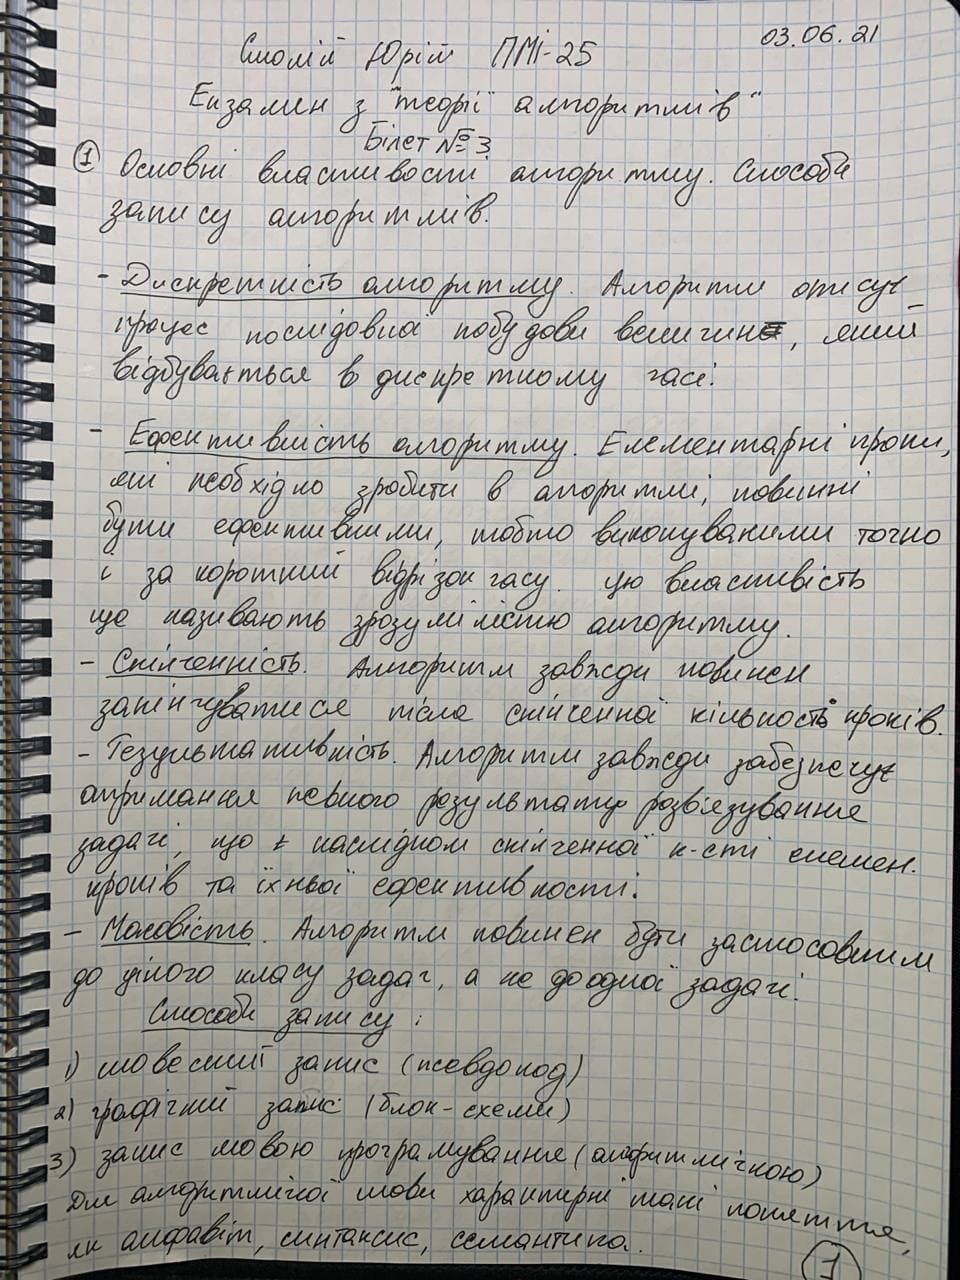 03.06.21
Смолій Юрій ПМі-25
Екзамен з "теорії алгоритмів"
Білет № 3
① Основні властивості алгоритму. Способи
запису алгоритмів.
- Дискретність алгоритму. Алгоритм описує
процес послідовної побудови величин, який
відбувається в дискретному часі.
- Ефективність алгоритму. Елементарні кроки,
які необхідно зробити в алгоритмі, повинні
бути ефективними, тобто виконуваними точно
і за короткий відрізок часу. Цю властивість
ще називають зрозумілістю алгоритму.
- Скінченність. Алгоритм завжди повинен
закінчуватися після скінченної кількості кроків.
- Результативність. Алгоритм завжди забезпечує
отримання певного результату розв'язування
задачі, що є наслідком скінченної к-сті елемен.
кроків та їхньої ефективності.
- Масовість. Алгоритм повинен бути застосовним
до цілого класу задач, а не до одної задачі.
Способи запису:
1) словесний запис (псевдокод)
2) графічний запис (блок-схеми)
3) запис мовою програмування (алгоритмічною)
Для алгоритмічної мови характерні такі поняття,
як алфавіт, синтаксис, семантика.
①